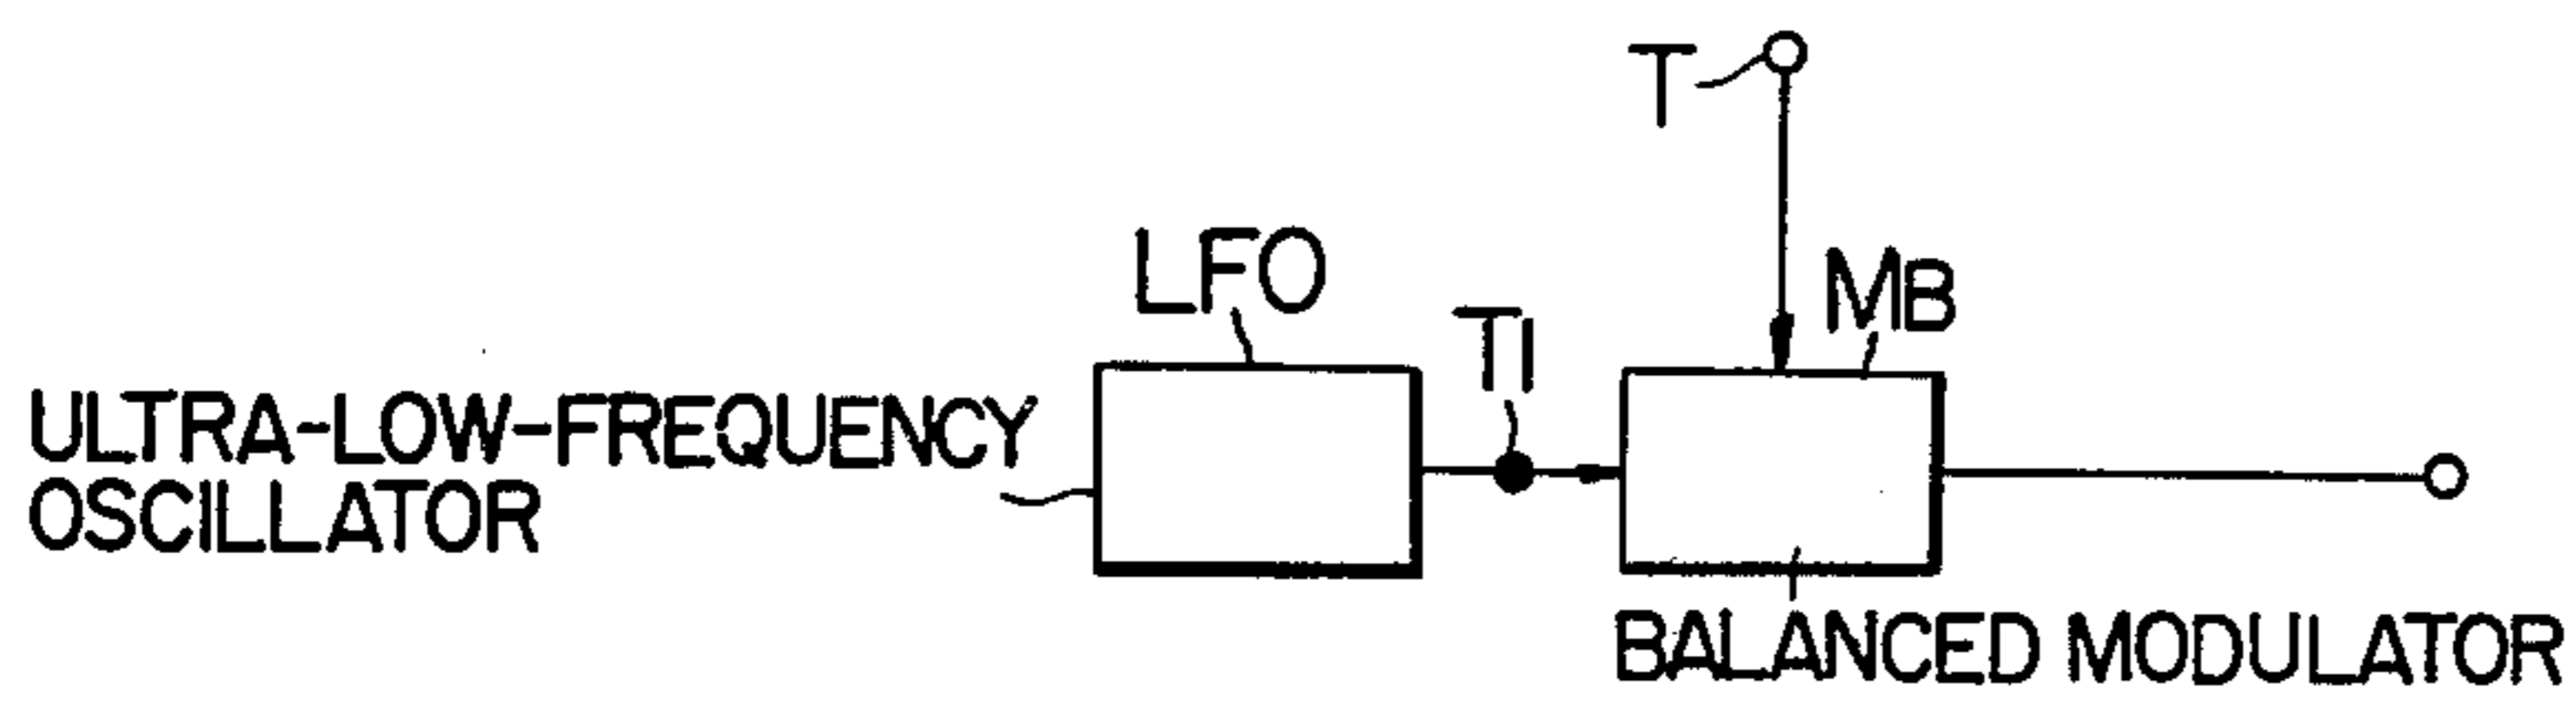 T
LFO
MB
T1
ULTRA-LOW-FREQUENCY
OSCILLATOR
BALANCED MODULATOR